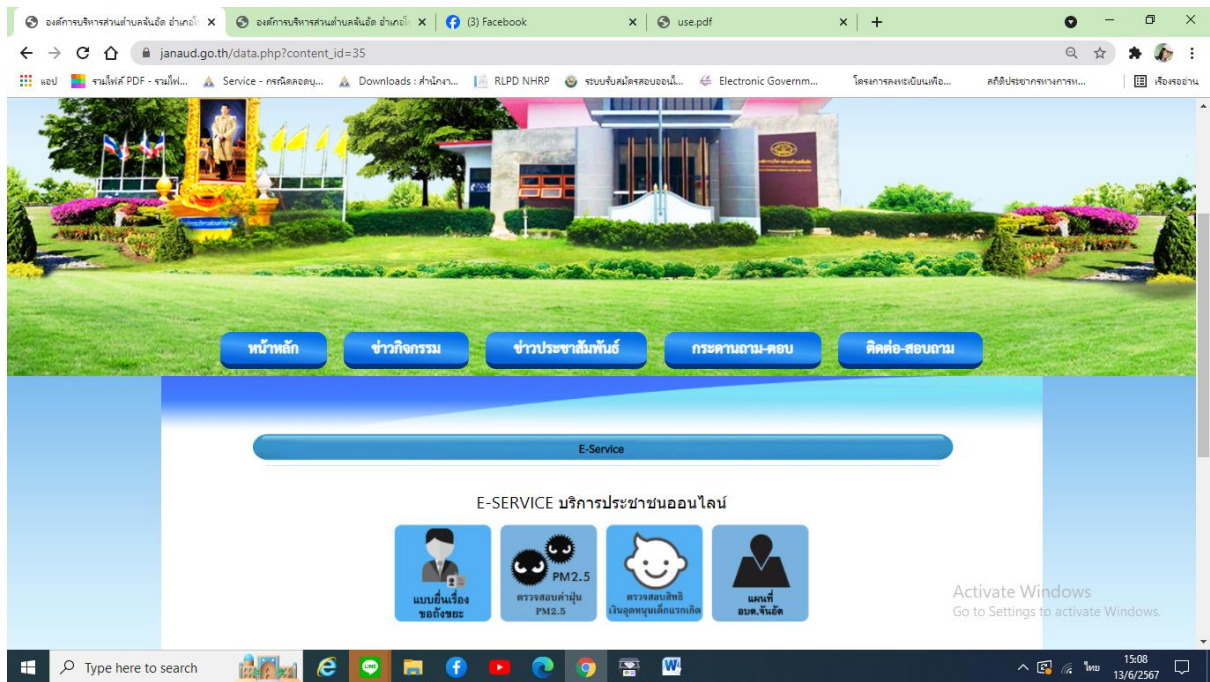 องค์การบริหารส่วนตำบลจันอัด อำเภอโ
องค์การบริหารส่วนตำบลจันอัด อำเภอโ
(3) Facebook
use.pdf
janaud.go.th/data.php?content_id=35
แอป
รวมไฟล์ PDF - รวมไฟ...
Service - กรณีตลอดบุ...
Downloads : สำนักงา...
RLPD NHRP
ระบบรับสมัครสอบออนไ...
Electronic Governm...
โครงการลงทะเบียนเพื่อ...
สถิติประชากรทางการท...
เรื่องรออ่าน
หน้าหลัก
ข่าวกิจกรรม
ข่าวประชาสัมพันธ์
กระดานถาม-ตอบ
ติดต่อ-สอบถาม
E-Service
E-SERVICE บริการประชาชนออนไลน์
แบบยื่นเรื่อง
ขอถังขยะ
PM2.5
ตรวจสอบค่าฝุ่น
PM2.5
ตรวจสอบสิทธิ
เงินอุดหนุนเด็กแรกเกิด
แผนที่
อบต.จันอัด
Activate Windows
Go to Settings to activate Windows.
Type here to search
LINE
ไทย
15:08
13/6/2567